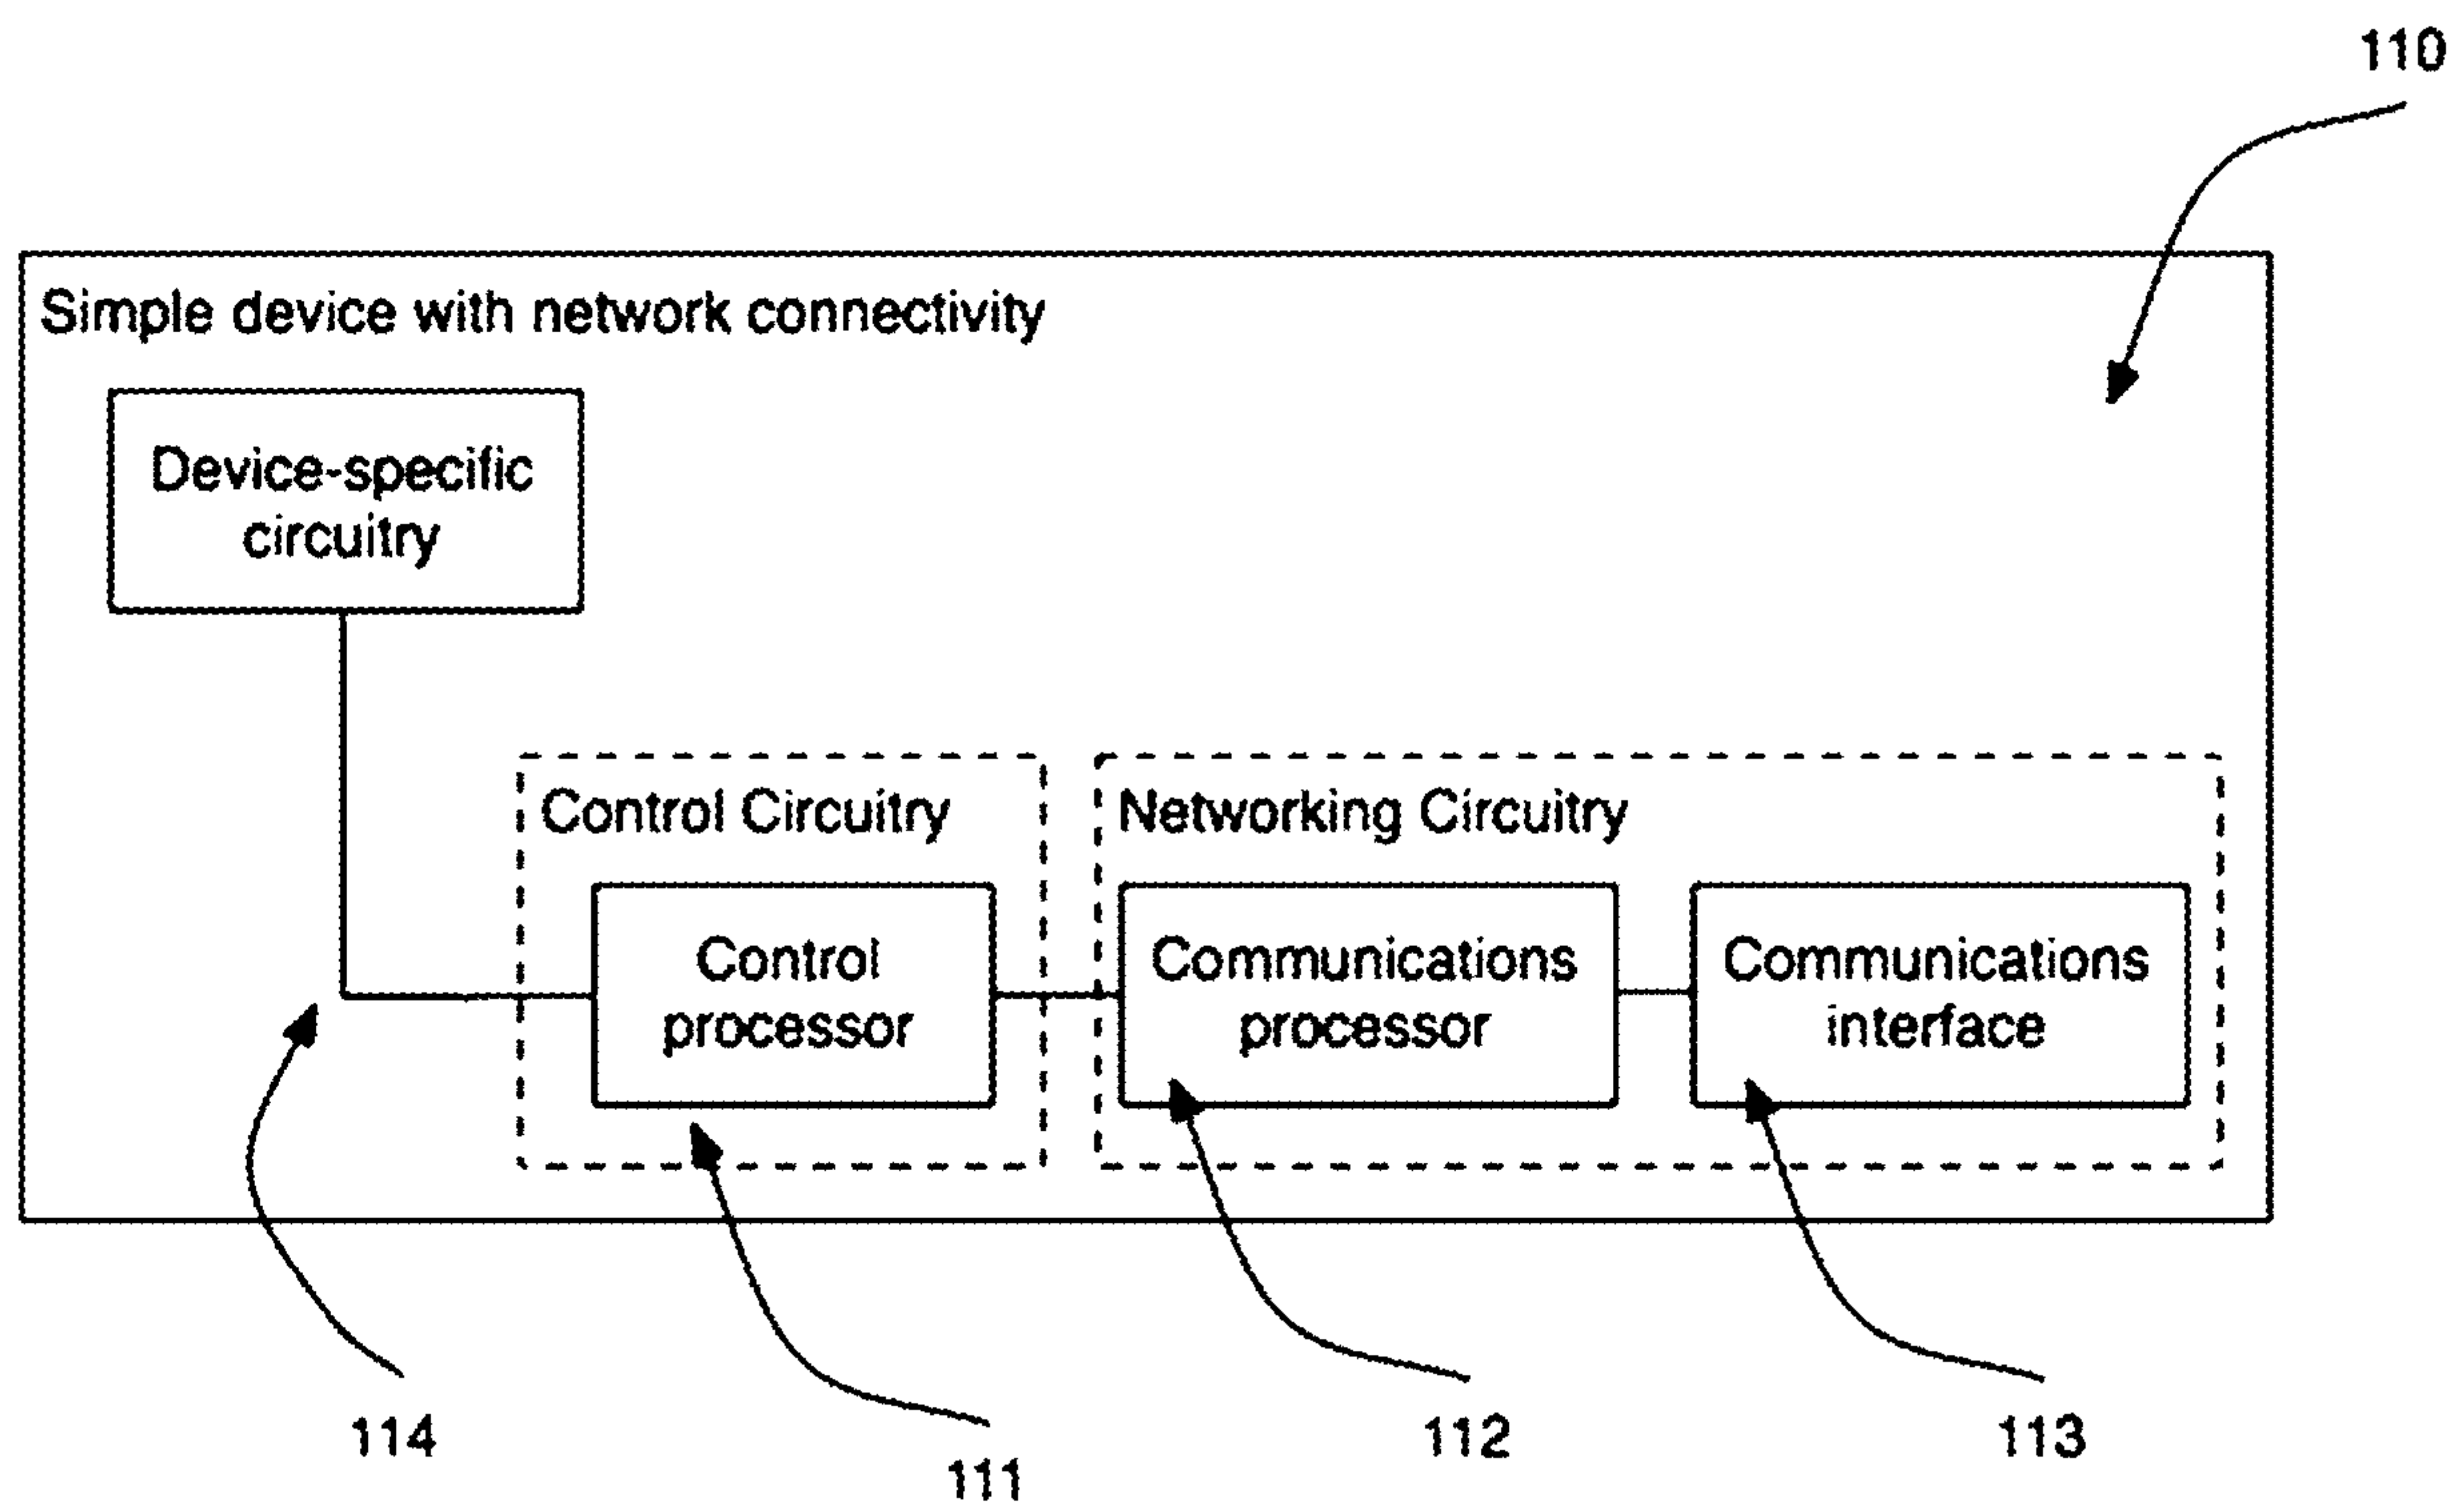 110
Simple device with network connectivity
Device-specific
circuitry
Control Circuitry
Networking Circuitry
Control
processor
Communications
processor
Communications
interface
114
111
112
113